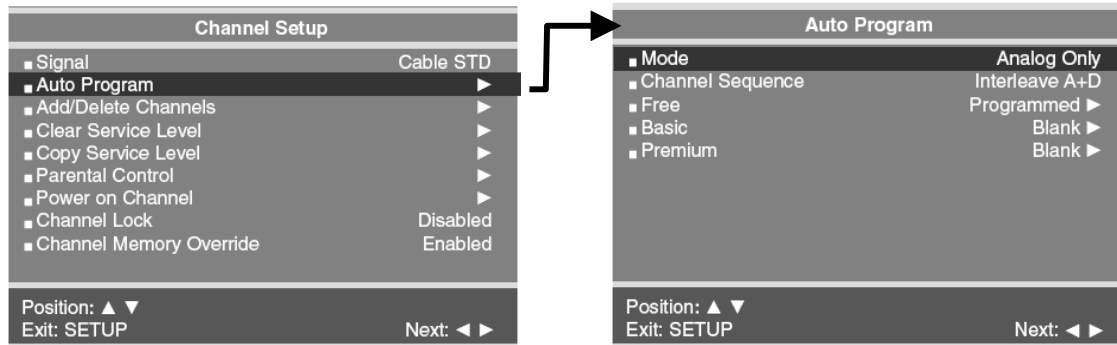 Channel Setup
Signal Cable STD
Auto Program ▶
Add/Delete Channels ▶
Clear Service Level ▶
Copy Service Level ▶
Parental Control ▶
Power on Channel ▶
Channel Lock Disabled
Channel Memory Override Enabled
Position: ▲ ▼
Exit: SETUP Next: ◀ ▶
Auto Program
Mode Analog Only
Channel Sequence Interleave A+D
Free Programmed ▶
Basic Blank ▶
Premium Blank ▶
Position: ▲ ▼
Exit: SETUP Next: ◀ ▶